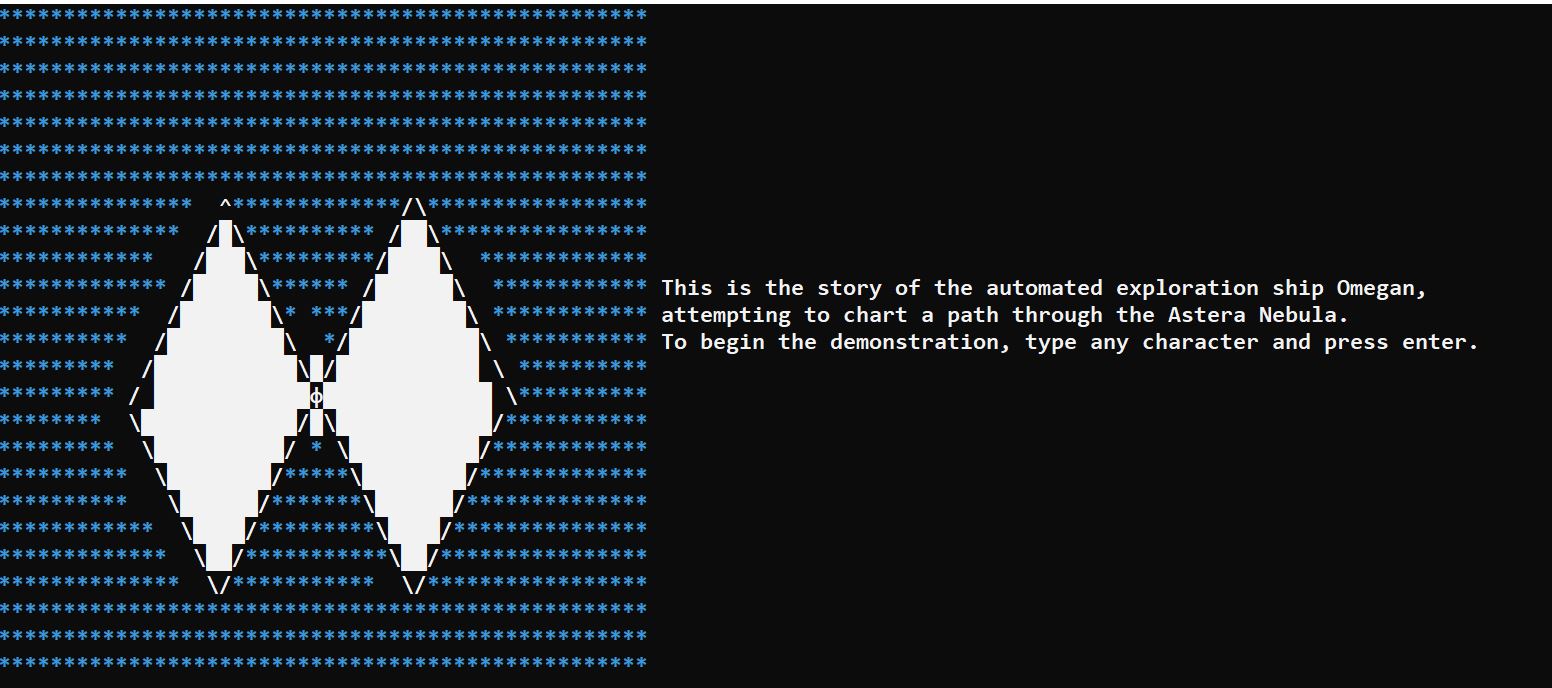 This is the story of the automated exploration ship Omegan,
attempting to chart a path through the Astera Nebula.
To begin the demonstration, type any character and press enter.